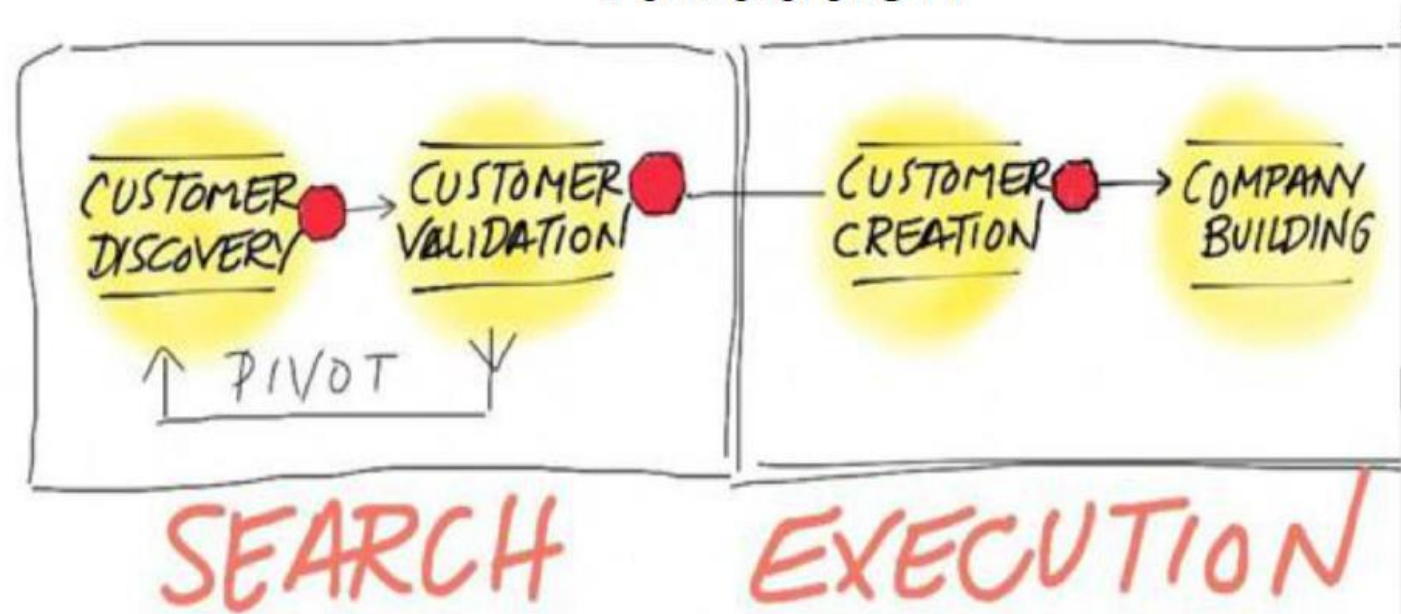 CUSTOMER
DISCOVERY
CUSTOMER
VALIDATION
CUSTOMER
CREATION
COMPANY
BUILDING
PIVOT
SEARCH
EXECUTION